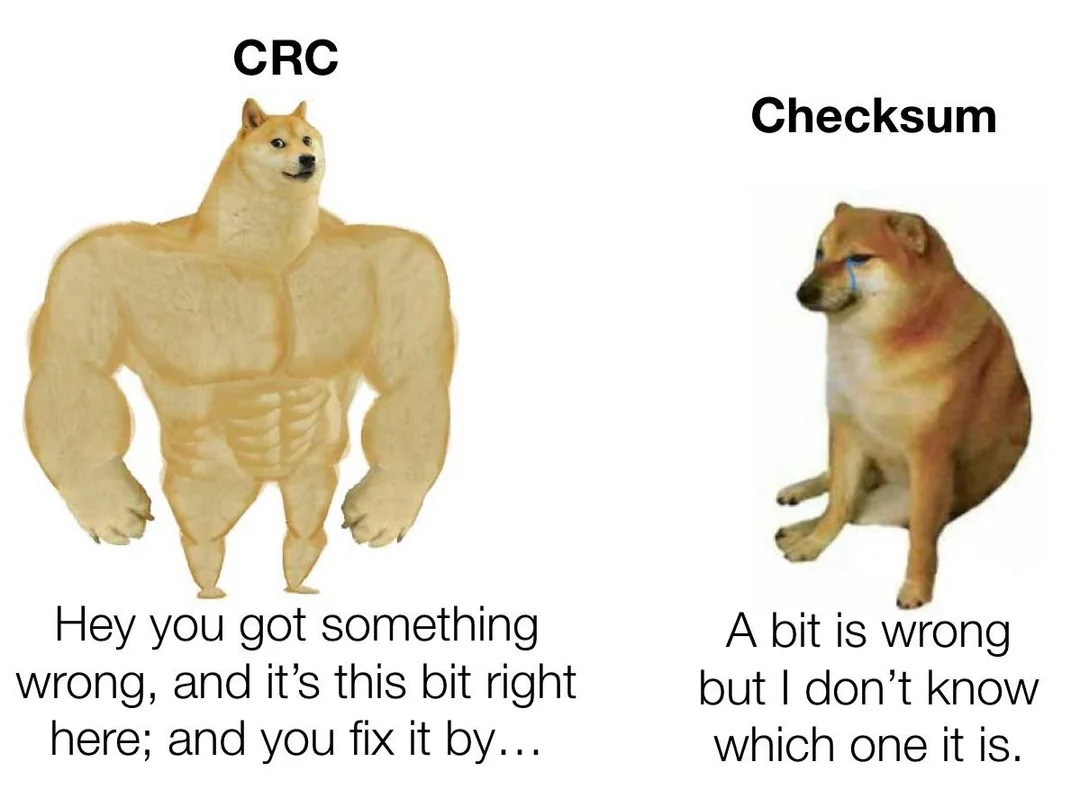 CRC
Hey you got something
wrong, and it’s this bit right
here; and you fix it by…
Checksum
A bit is wrong
but I don’t know
which one it is.